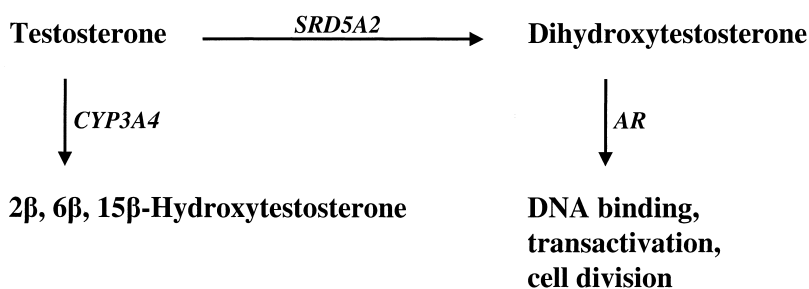 Testosterone SRD5A2 Dihydroxytestosterone
CYP3A4 AR
2β, 6β, 15β-Hydroxytestosterone DNA binding,
transactivation,
cell division